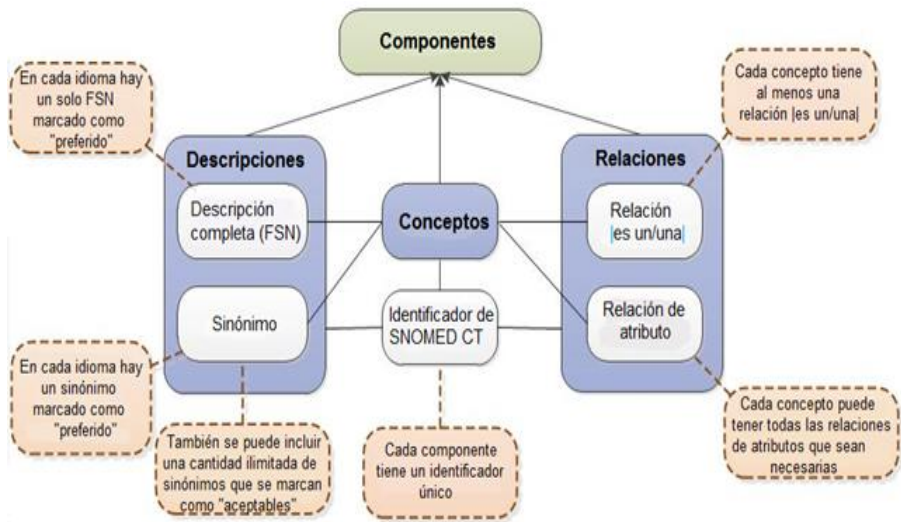 Componentes
En cada idioma hay
un solo FSN
marcado como
"preferido"
Cada concepto tiene
al menos una
relación |es un/una|
Descripciones
Relaciones
Descripción
completa (FSN)
Conceptos
Relación
|es un/una|
Sinónimo
Identificador de
SNOMED CT
Relación de
atributo
En cada idioma hay
un sinónimo
marcado como
"preferido"
También se puede incluir
una cantidad ilimitada de
sinónimos que se marcan
como "aceptables"
Cada componente
tiene un identificador
único
Cada concepto puede
tener todas las relaciones
de atributos que sean
necesarias